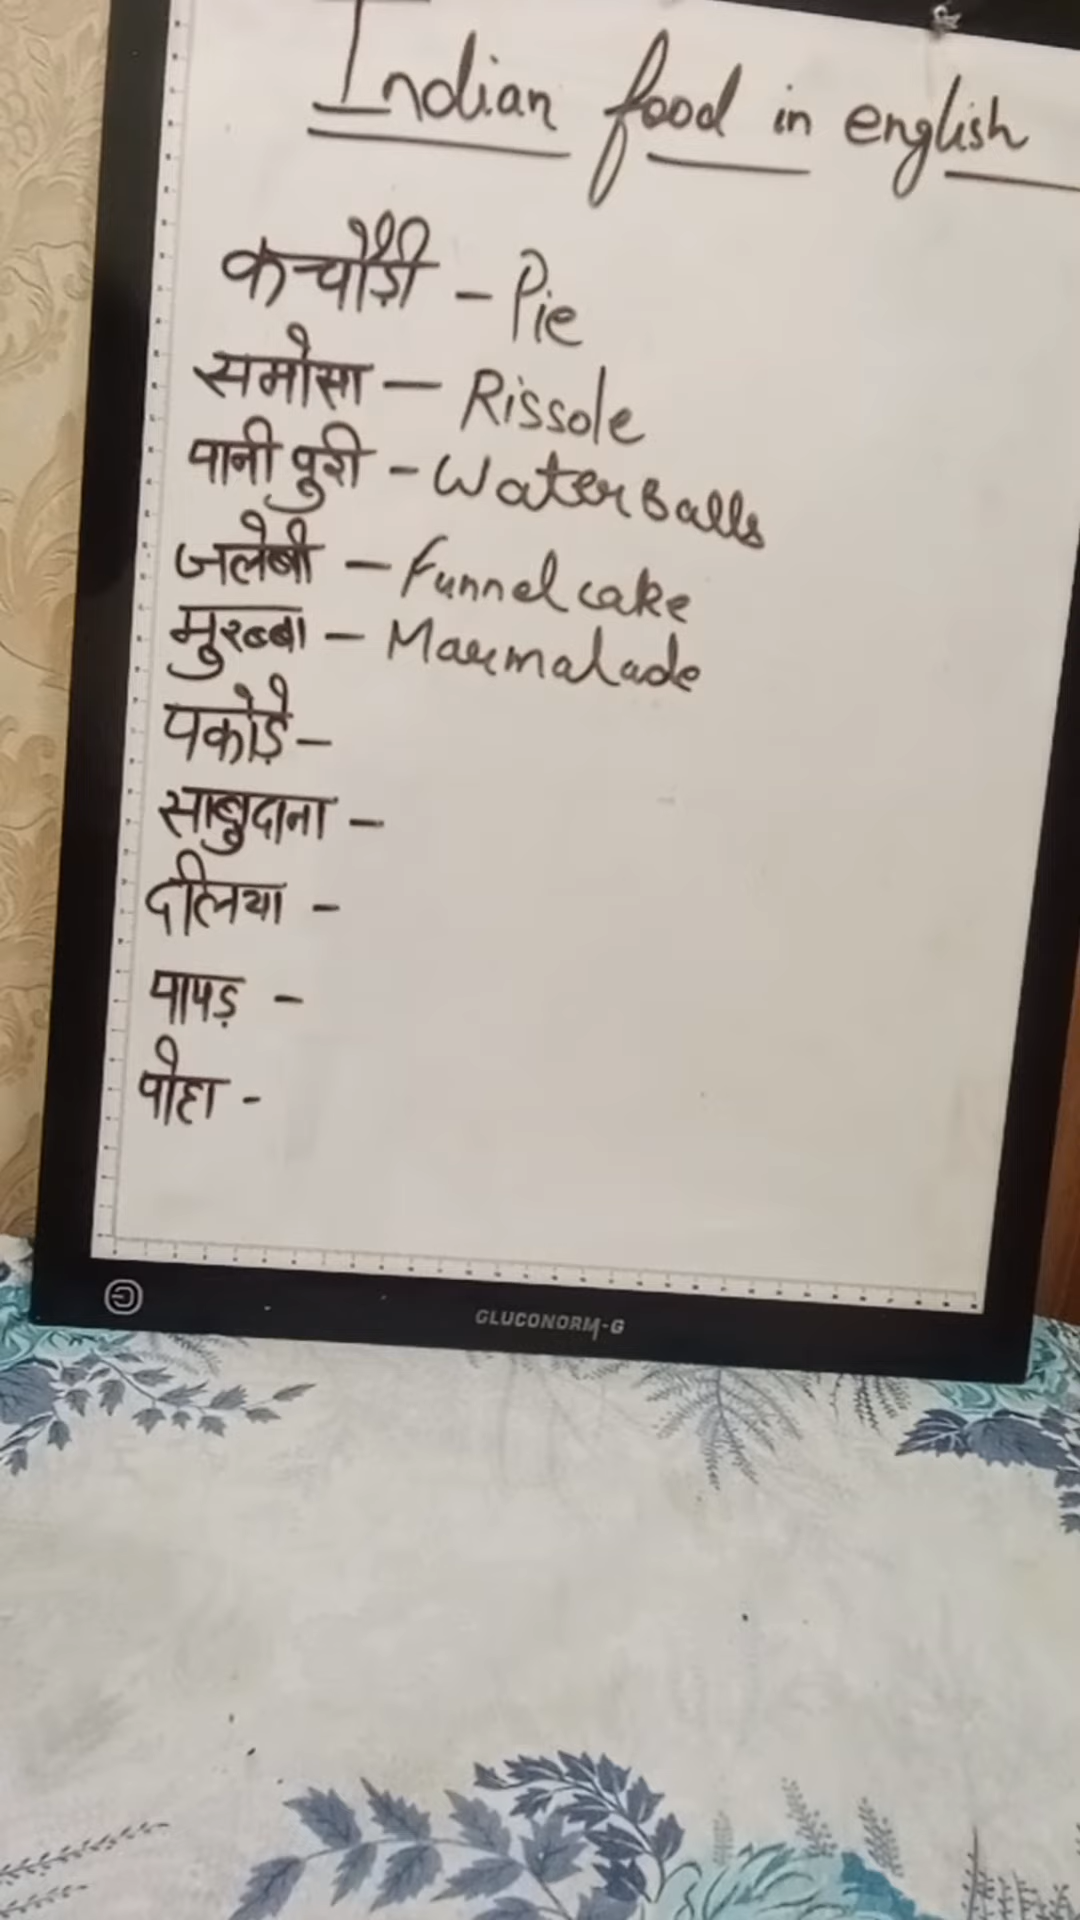 Indian food in english
कचौड़ी - Pie
समोसा - Rissole
पानी पुरी - Water Balls
जलेबी - Funnel cake
मुरब्बा - Marmalade
पकोड़े -
साबुदाना -
दलिया -
पापड़ -
पोहा -
GLUCONORM-G